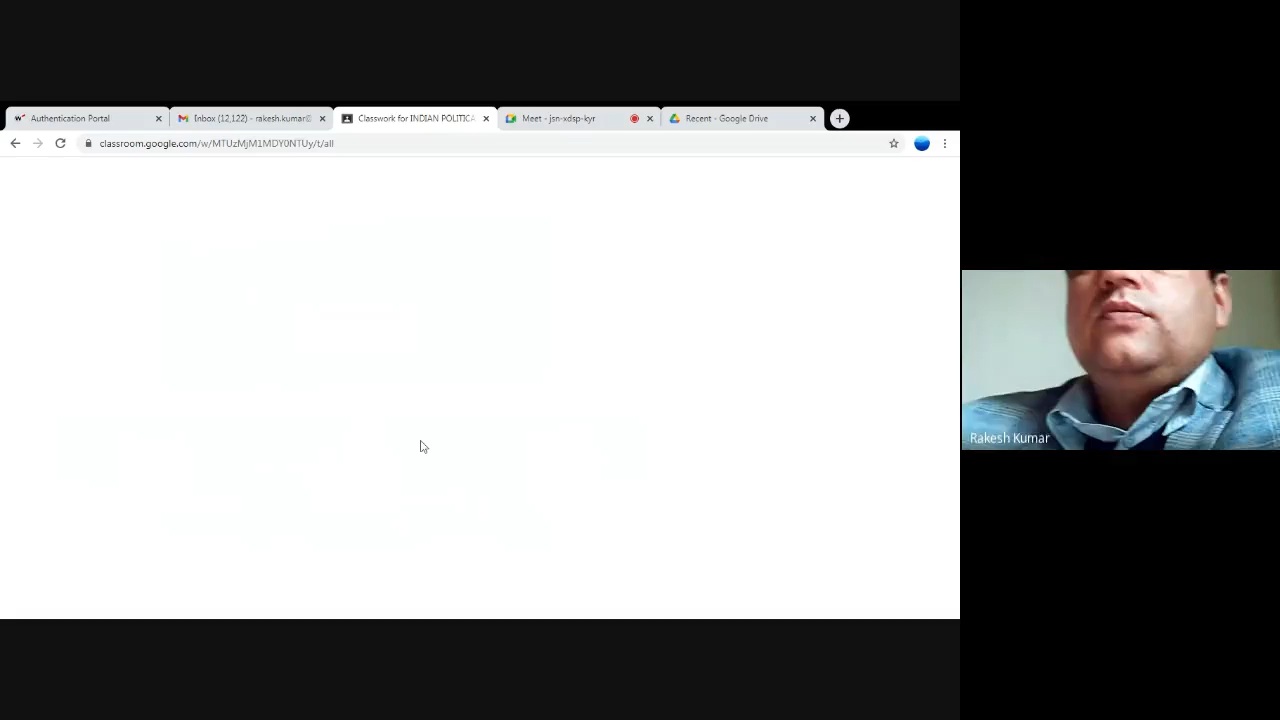 Authentication Portal
Inbox (12,122) - rakesh.kumar@
Classwork for INDIAN POLITICA
Meet - jsn-xdsp-kyr
Recent - Google Drive
classroom.google.com/w/MTUzMjM1MDY0NTUy/t/all
Rakesh Kumar